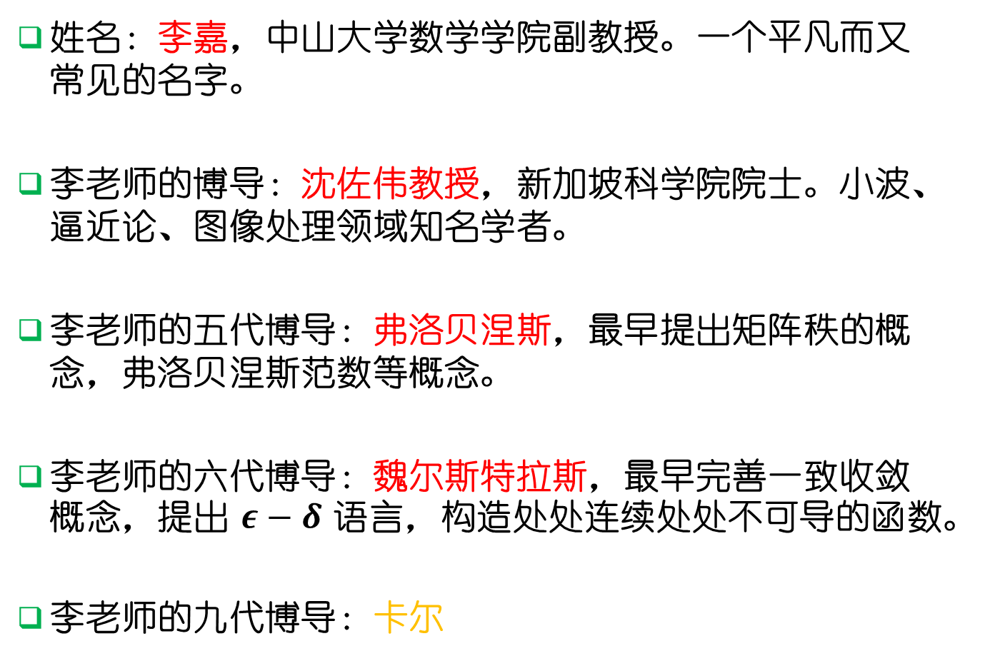 姓名：李嘉，中山大学数学学院副教授。一个平凡而又
常见的名字。
李老师的博导：沈佐伟教授，新加坡科学院院士。小波、
逼近论、图像处理领域知名学者。
李老师的五代博导：弗洛贝涅斯，最早提出矩阵秩的概
念，弗洛贝涅斯范数等概念。
李老师的六代博导：魏尔斯特拉斯，最早完善一致收敛
概念，提出 ϵ − δ 语言，构造处处连续处处不可导的函数。
李老师的九代博导：卡尔